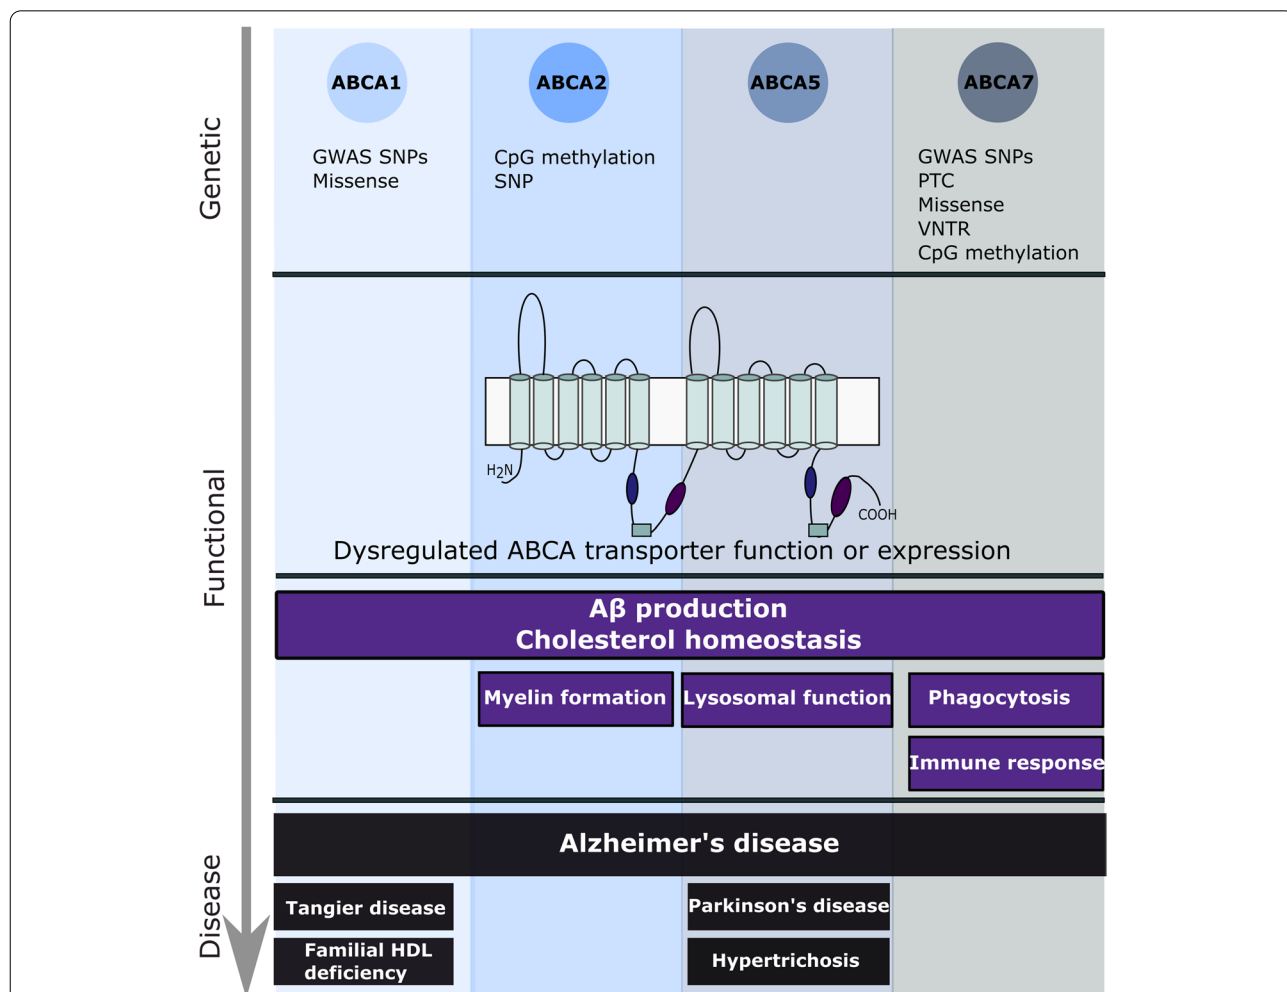 ABCA1
ABCA2
ABCA5
ABCA7
Genetic
GWAS SNPs
Missense
CpG methylation
SNP
GWAS SNPs
PTC
Missense
VNTR
CpG methylation
Functional
H2N
COOH
Dysregulated ABCA transporter function or expression
Aβ production
Cholesterol homeostasis
Myelin formation
Lysosomal function
Phagocytosis
Immune response
Disease
Alzheimer's disease
Tangier disease
Parkinson's disease
Familial HDL
deficiency
Hypertrichosis